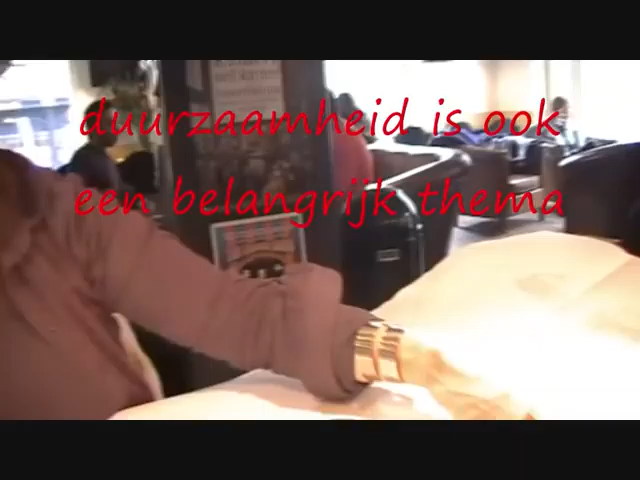 duurzaamheid is ook
een belangrijk thema